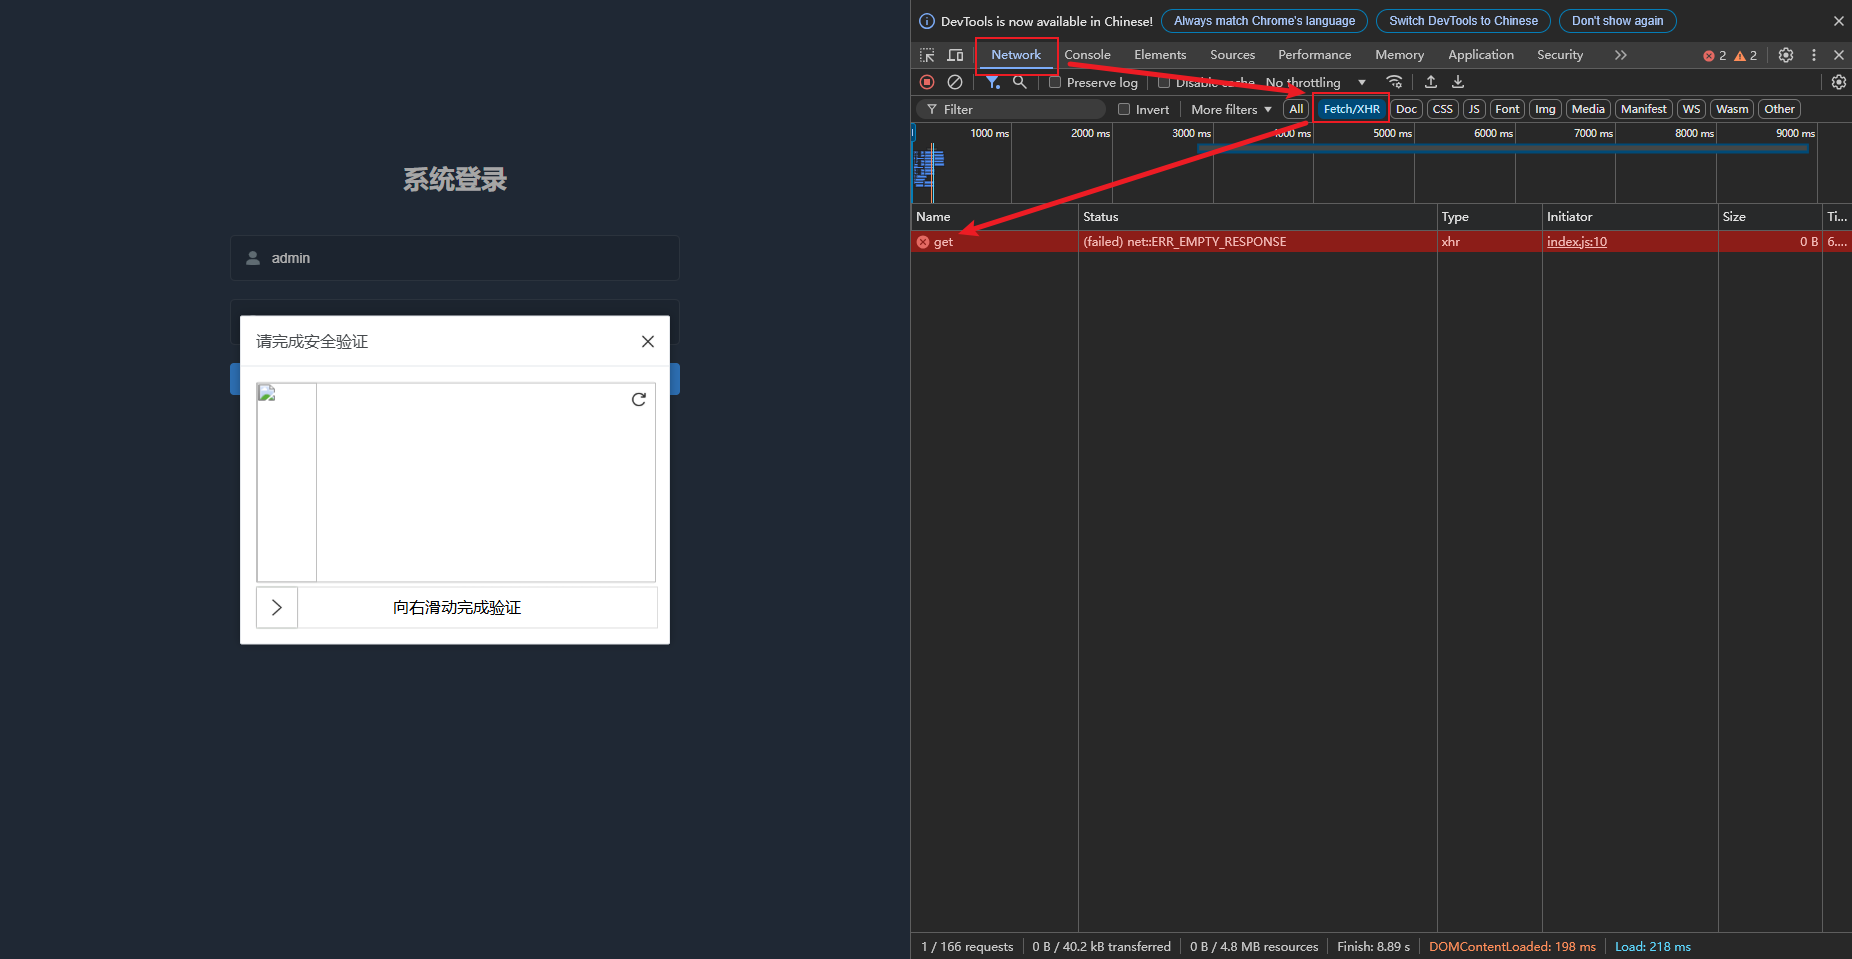 系统登录
admin
请完成安全验证
向右滑动完成验证
DevTools is now available in Chinese!
Always match Chrome's language
Switch DevTools to Chinese
Don't show again
Network
Console
Elements
Sources
Performance
Memory
Application
Security
2
2
Preserve log
Disable cache
No throttling
Filter
Invert
More filters
All
Fetch/XHR
Doc
CSS
JS
Font
Img
Media
Manifest
WS
Wasm
Other
1000 ms
2000 ms
3000 ms
4000 ms
5000 ms
6000 ms
7000 ms
8000 ms
9000 ms
Name
Status
Type
Initiator
Size
Ti...
get
(failed) net::ERR_EMPTY_RESPONSE
xhr
index.js:10
0 B
6....
1 / 166 requests
0 B / 40.2 kB transferred
0 B / 4.8 MB resources
Finish: 8.89 s
DOMContentLoaded: 198 ms
Load: 218 ms